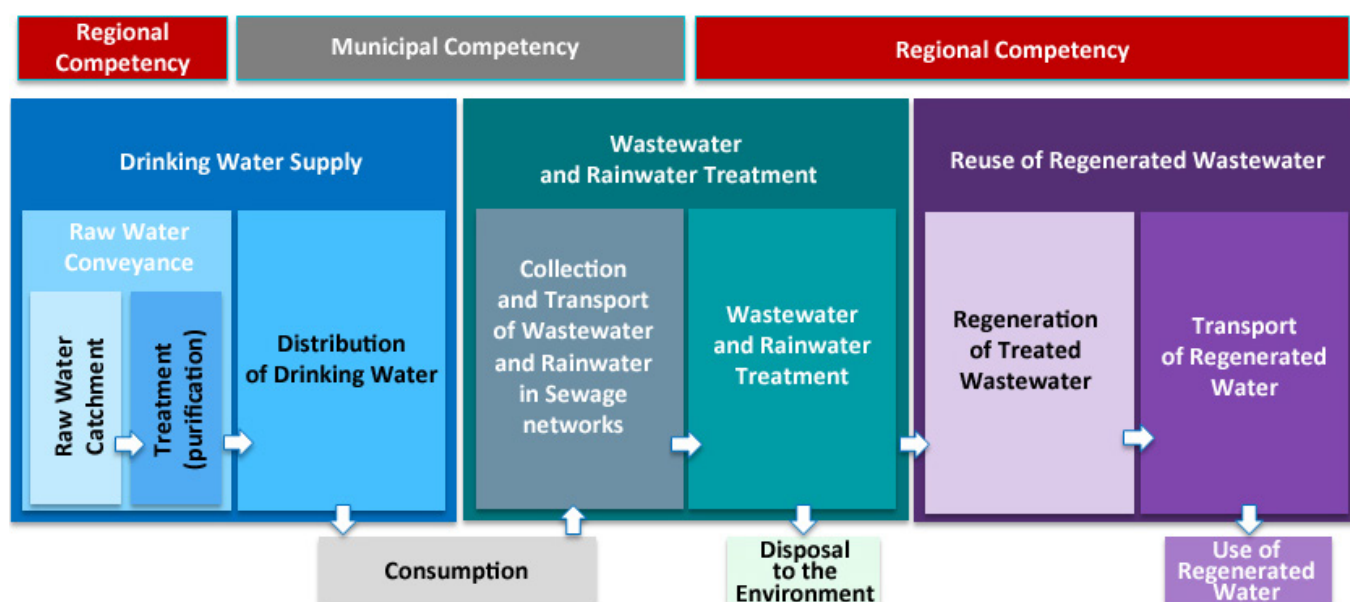 Regional
Competency
Municipal Competency
Regional Competency
Drinking Water Supply
Wastewater
and Rainwater Treatment
Reuse of Regenerated Wastewater
Raw Water
Conveyance
Raw Water
Catchment
Treatment
(purification)
Distribution
of Drinking Water
Collection
and Transport
of Wastewater
and Rainwater
in Sewage
networks
Wastewater
and Rainwater
Treatment
Regeneration
of Treated
Wastewater
Transport
of Regenerated
Water
Consumption
Disposal
to the
Environment
Use of
Regenerated
Water